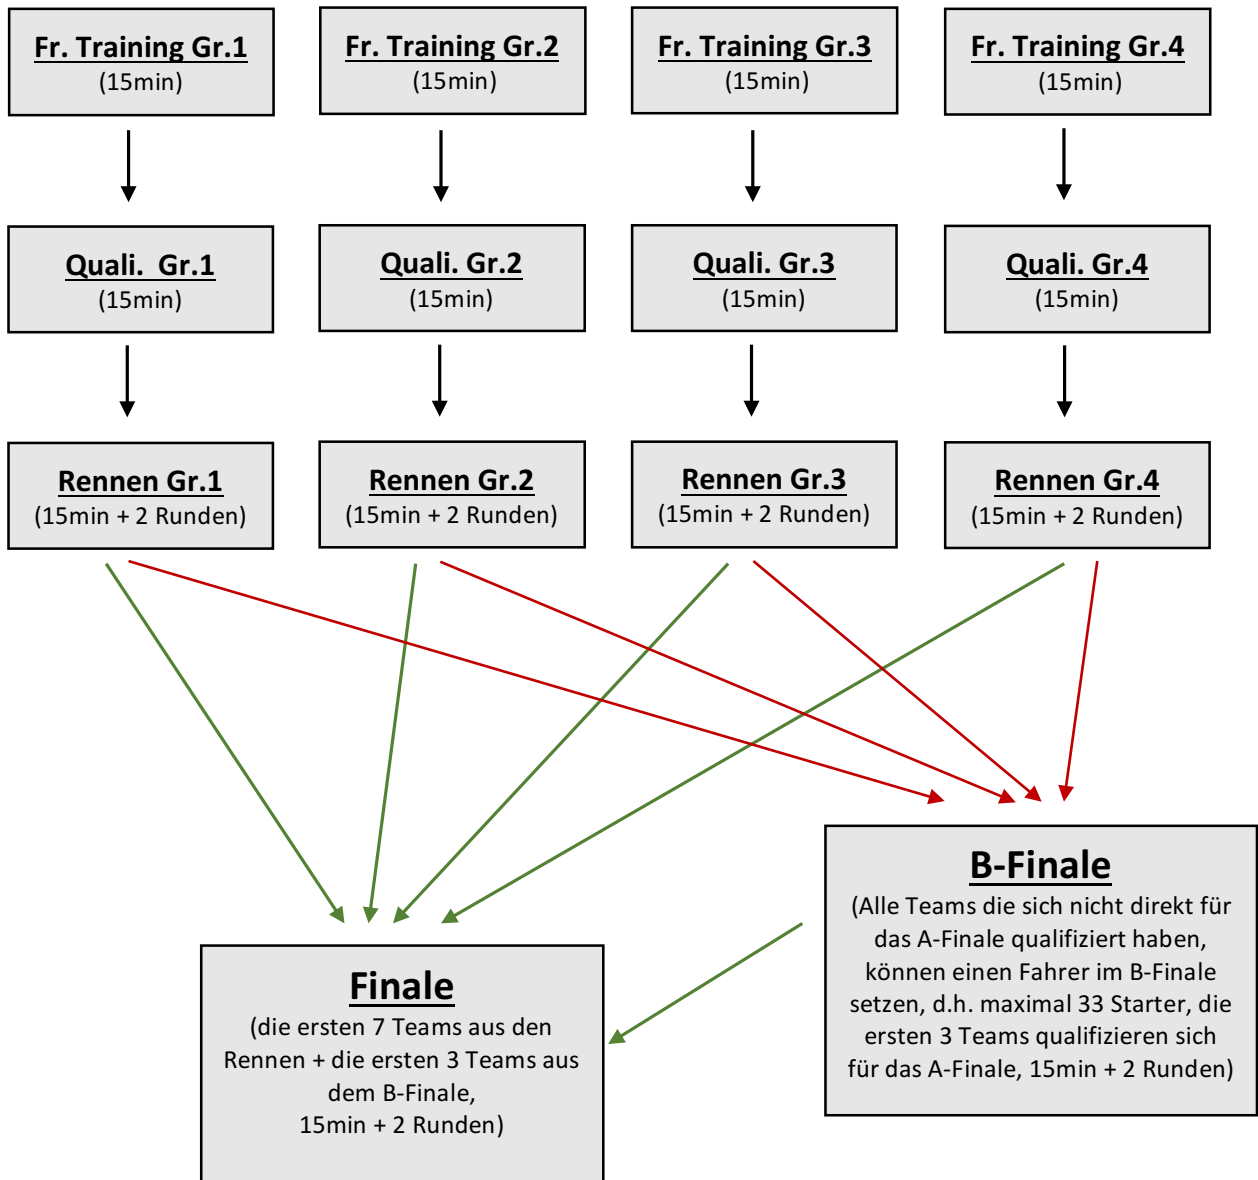 Fr. Training Gr.1
(15min)
Fr. Training Gr.2
(15min)
Fr. Training Gr.3
(15min)
Fr. Training Gr.4
(15min)
Quali.  Gr.1
(15min)
Quali. Gr.2
(15min)
Quali. Gr.3
(15min)
Quali. Gr.4
(15min)
Rennen Gr.1
(15min + 2 Runden)
Rennen Gr.2
(15min + 2 Runden)
Rennen Gr.3
(15min + 2 Runden)
Rennen Gr.4
(15min + 2 Runden)
B-Finale
(Alle Teams die sich nicht direkt für
das A-Finale qualifiziert haben,
können einen Fahrer im B-Finale
setzen, d.h. maximal 33 Starter, die
ersten 3 Teams qualifizieren sich
für das A-Finale, 15min + 2 Runden)
Finale
(die ersten 7 Teams aus den
Rennen + die ersten 3 Teams aus
dem B-Finale,
15min + 2 Runden)